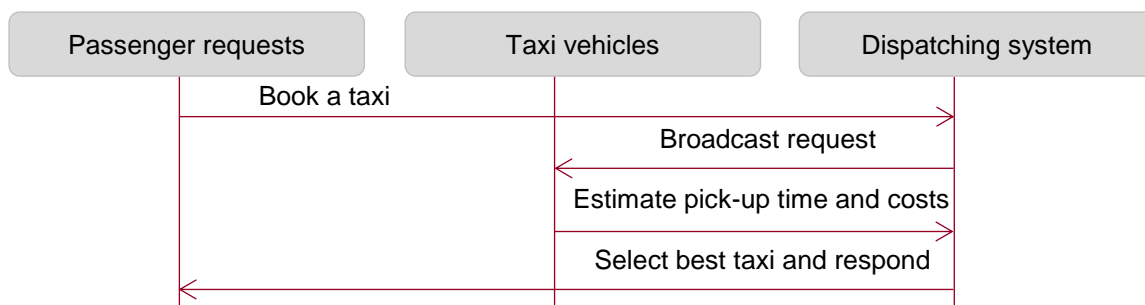 Passenger requests
Taxi vehicles
Dispatching system
Book a taxi
Broadcast request
Estimate pick-up time and costs
Select best taxi and respond